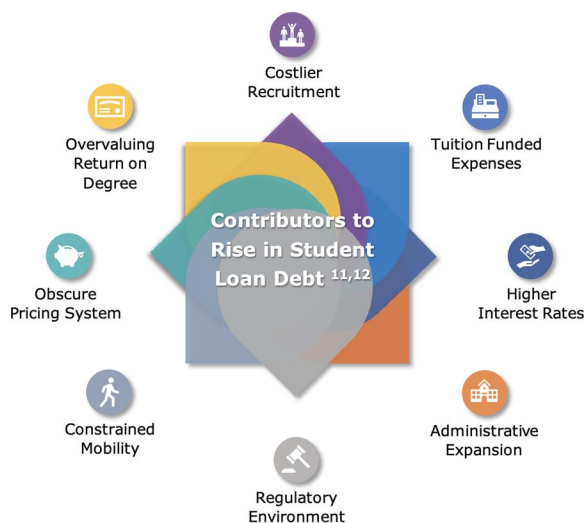 Costlier
Recruitment
Overvaluing
Return on
Degree
Tuition Funded
Expenses
Contributors to
Rise in Student
Loan Debt 11,12
Obscure
Pricing System
Higher
Interest Rates
Constrained
Mobility
Administrative
Expansion
Regulatory
Environment